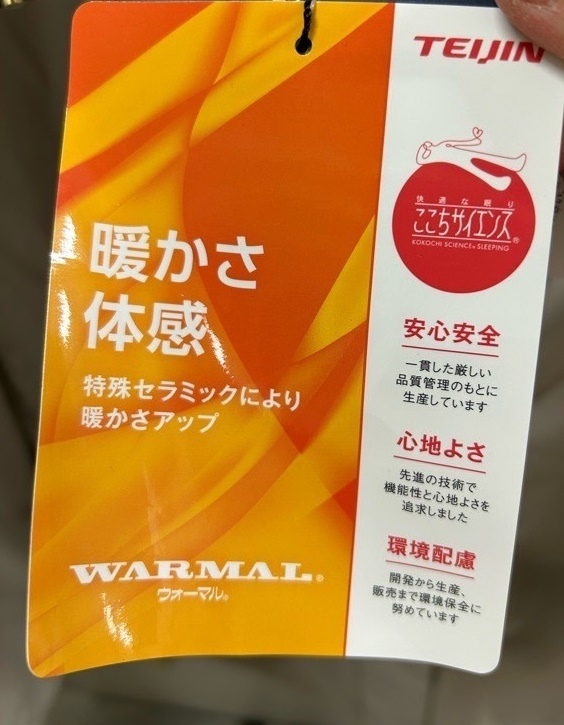 暖かさ
体感
特殊セラミックにより
暖かさアップ
WARMAL®
ウォーマル®
TEIJIN
快適な眠り
ここちサイエンス®
KOKOCHI SCIENCE® SLEEPING
安心安全
一貫した厳しい
品質管理のもとに
生産しています
心地よさ
先進の技術で
機能性と心地よさを
追求しました
環境配慮
開発から生産、
販売まで環境保全に
努めています